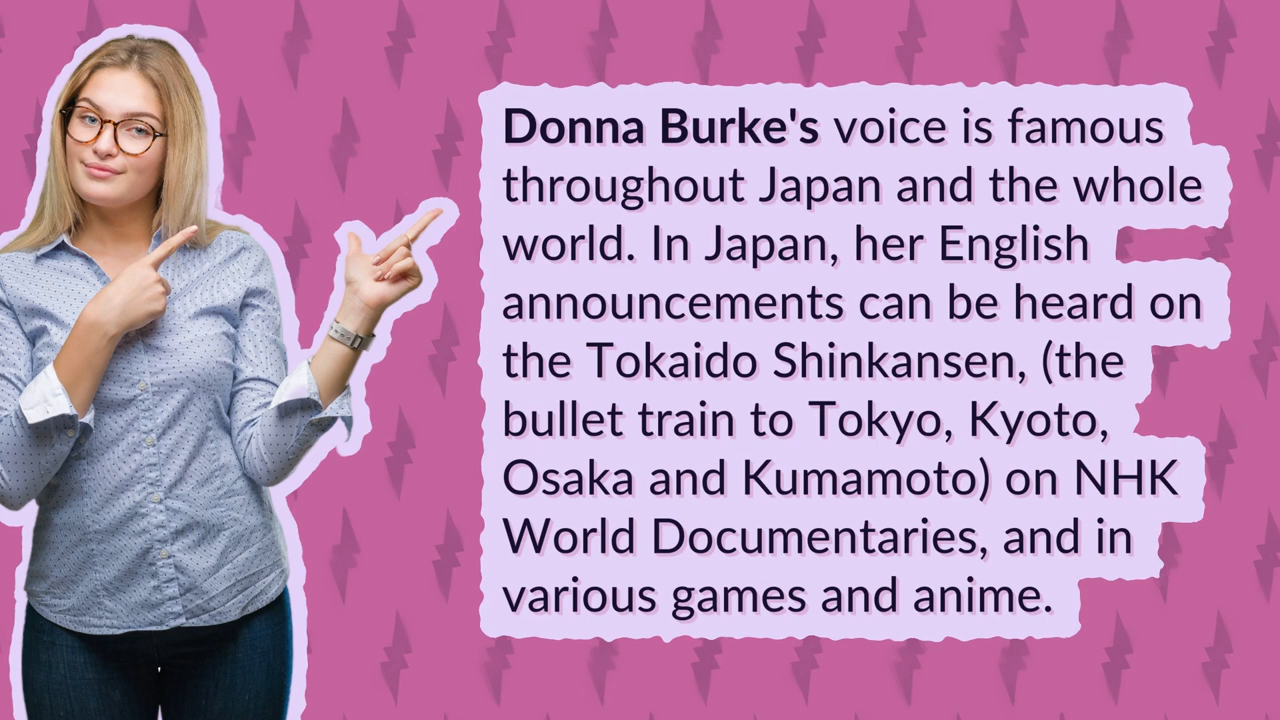 Donna Burke's voice is famous
throughout Japan and the whole
world. In Japan, her English
announcements can be heard on
the Tokaido Shinkansen, (the
bullet train to Tokyo, Kyoto,
Osaka and Kumamoto) on NHK
World Documentaries, and in
various games and anime.